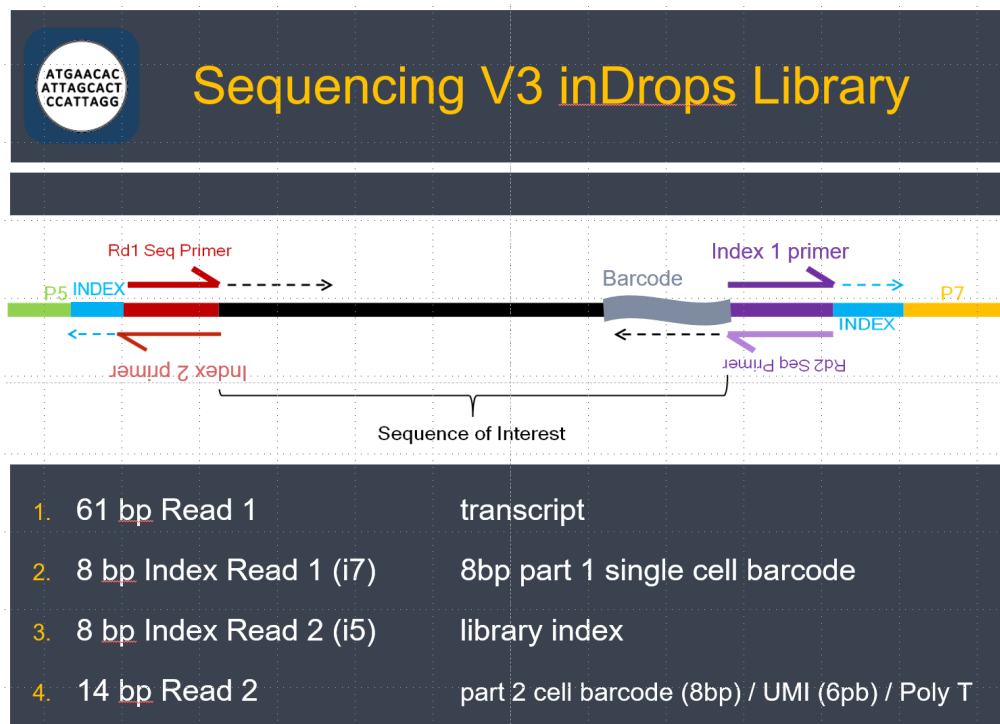 ATGAACAC
ATTAGCACT
CCATTAGG
Sequencing V3 inDrops Library
Rd1 Seq Primer
Index 1 primer
Barcode
P5
INDEX
P7
INDEX
Index 2 primer
Rd2 Seq Primer
Sequence of Interest
1. 61 bp Read 1 transcript
2. 8 bp Index Read 1 (i7) 8bp part 1 single cell barcode
3. 8 bp Index Read 2 (i5) library index
4. 14 bp Read 2 part 2 cell barcode (8bp) / UMI (6pb) / Poly T